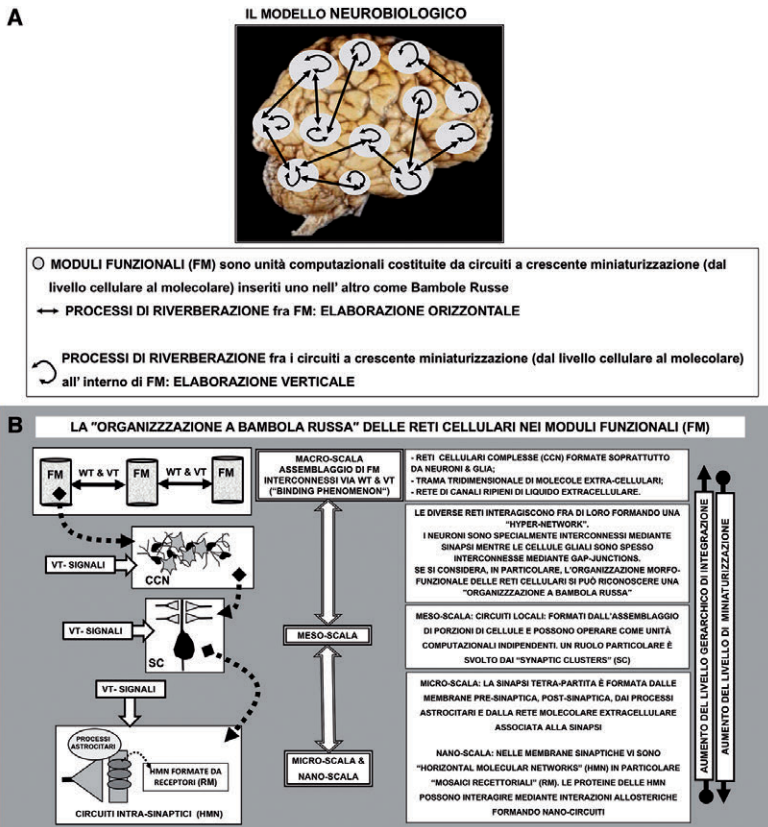 A
IL MODELLO NEUROBIOLOGICO
MODULI FUNZIONALI (FM) sono unità computazionali costituite da circuiti a crescente miniaturizzazione (dal
livello cellulare al molecolare) inseriti uno nell' altro come Bambole Russe
PROCESSI DI RIVERBERAZIONE fra FM: ELABORAZIONE ORIZZONTALE
PROCESSI DI RIVERBERAZIONE fra i circuiti a crescente miniaturizzazione (dal livello cellulare al molecolare)
all' interno di FM: ELABORAZIONE VERTICALE
B
LA "ORGANIZZZAZIONE A BAMBOLA RUSSA" DELLE RETI CELLULARI NEI MODULI FUNZIONALI (FM)
FM
WT & VT
FM
WT & VT
FM
VT- SIGNALI
CCN
VT- SIGNALI
SC
VT- SIGNALI
PROCESSI
ASTROCITARI
HMN FORMATE DA
RECEPTORI (RM)
CIRCUITI INTRA-SINAPTICI (HMN)
MACRO-SCALA
ASSEMBLAGGIO DI FM
INTERCONNESSI VIA WT & VT
("BINDING PHENOMENON")
MESO-SCALA
MICRO-SCALA &
NANO-SCALA
- RETI CELLULARI COMPLESSE (CCN) FORMATE SOPRATTUTTO
DA NEURONI & GLIA;
- TRAMA TRIDIMENSIONALE DI MOLECOLE EXTRA-CELLULARI;
- RETE DI CANALI RIPIENI DI LIQUIDO EXTRACELLULARE.
LE DIVERSE RETI INTERAGISCONO FRA DI LORO FORMANDO UNA
"HYPER-NETWORK".
I NEURONI SONO SPECIALMENTE INTERCONNESSI MEDIANTE
SINAPSI MENTRE LE CELLULE GLIALI SONO SPESSO
INTERCONNESSE MEDIANTE GAP-JUNCTIONS.
SE SI CONSIDERA, IN PARTICOLARE, L'ORGANIZZAZIONE MORFO-
FUNZIONALE DELLE RETI CELLULARI SI PUÒ RICONOSCERE UNA
"ORGANIZZZAZIONE A BAMBOLA RUSSA"
MESO-SCALA: CIRCUITI LOCALI: FORMATI DALL'ASSEMBLAGGIO
DI PORZIONI DI CELLULE E POSSONO OPERARE COME UNITÀ
COMPUTAZIONALI INDIPENDENTI. UN RUOLO PARTICOLARE È
SVOLTO DAI "SYNAPTIC CLUSTERS" (SC)
MICRO-SCALA: LA SINAPSI TETRA-PARTITA È FORMATA DALLE
MEMBRANE PRE-SINAPTICA, POST-SINAPTICA, DAI PROCESSI
ASTROCITARI E DALLA RETE MOLECOLARE EXTRACELLULARE
ASSOCIATA ALLA SINAPSI
NANO-SCALA: NELLE MEMBRANE SINAPTICHE VI SONO
"HORIZONTAL MOLECULAR NETWORKS" (HMN) IN PARTICOLARE
"MOSAICI RECETTORIALI" (RM). LE PROTEINE DELLE HMN
POSSONO INTERAGIRE MEDIANTE INTERAZIONI ALLOSTERICHE
FORMANDO NANO-CIRCUITI
AUMENTO DEL LIVELLO GERARCHICO DI INTEGRAZIONE
AUMENTO DEL LIVELLO DI MINIATURIZZAZIONE